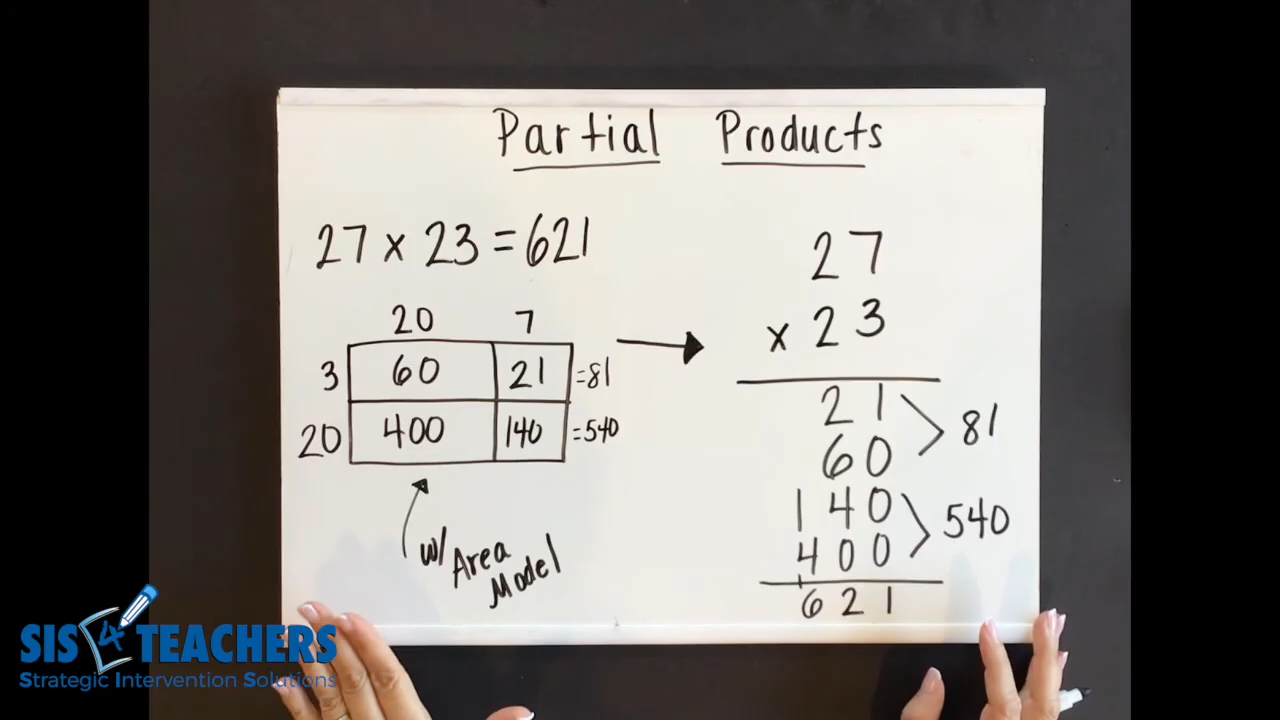 Partial Products
27 x 23 = 621
20 7
3 60 21 =81
20 400 140 =540
w/ Area
Model
27
x 23
21
60
81
140
400
540
1
621
SIS 4 TEACHERS
Strategic Intervention Solutions